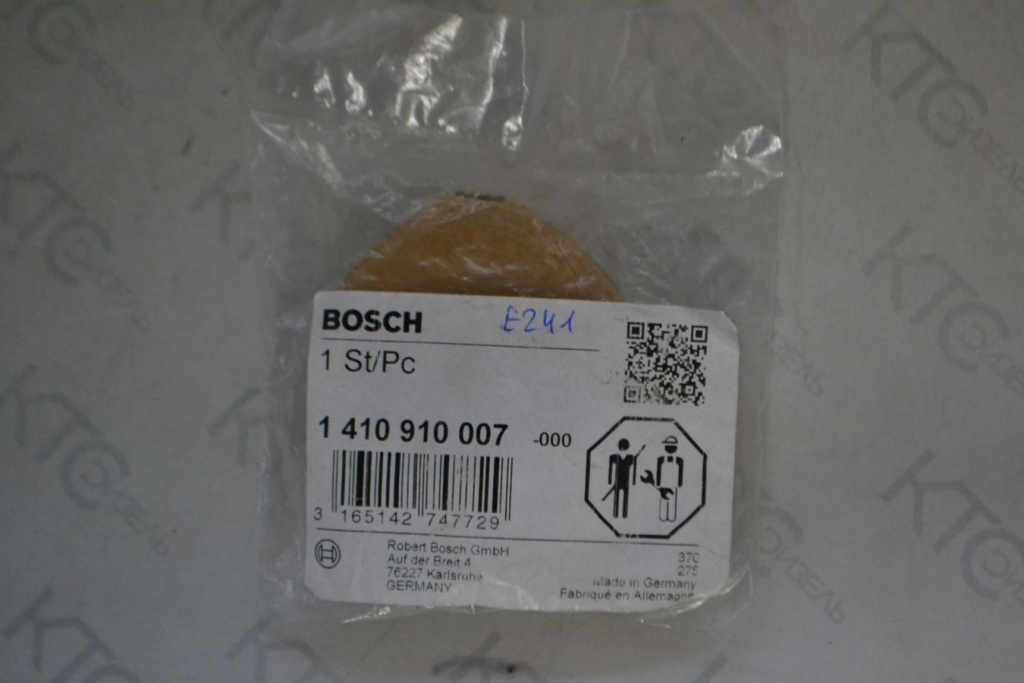 BOSCH
E241
1 St/Pc
1 410 910 007 -000
3 165142 747729
Robert Bosch GmbH
Auf der Breit 4
76227 Karlsruhe
GERMANY
370
275
Made in Germany
Fabriqué en Allemagne